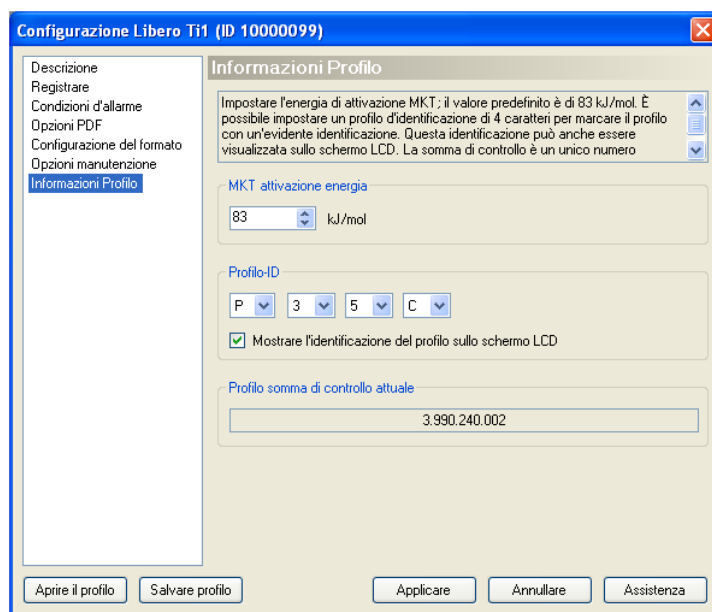 Configurazione Libero Ti1 (ID 10000099)
Descrizione
Registrare
Condizioni d'allarme
Opzioni PDF
Configurazione del formato
Opzioni manutenzione
Informazioni Profilo
Informazioni Profilo
Impostare l'energia di attivazione MKT; il valore predefinito è di 83 kJ/mol. È
possibile impostare un profilo d'identificazione di 4 caratteri per marcare il profilo
con un'evidente identificazione. Questa identificazione può anche essere
visualizzata sullo schermo LCD. La somma di controllo è un unico numero
MKT attivazione energia
83 kJ/mol
Profilo-ID
P 3 5 C
Mostrare l'identificazione del profilo sullo schermo LCD
Profilo somma di controllo attuale
3.990.240.002
Aprire il profilo Salvare profilo Applicare Annullare Assistenza